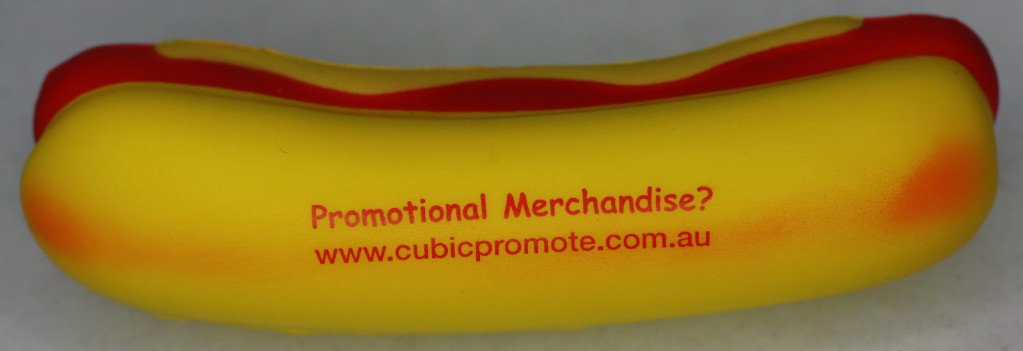 Promotional Merchandise?
www.cubicpromote.com.au